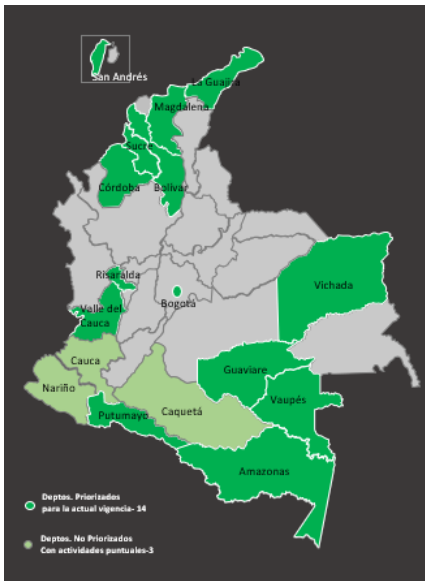 San Andrés
La Guajira
Magdalena
Sucre
Córdoba
Bolívar
Risaralda
Vichada
Bogotá
Valle del
Cauca
Cauca
Guaviare
Nariño
Vaupés
Caquetá
Putumayo
Amazonas
Deptos. Priorizados
para la actual vigencia- 14
Deptos. No Priorizados
Con actividades puntuales-3